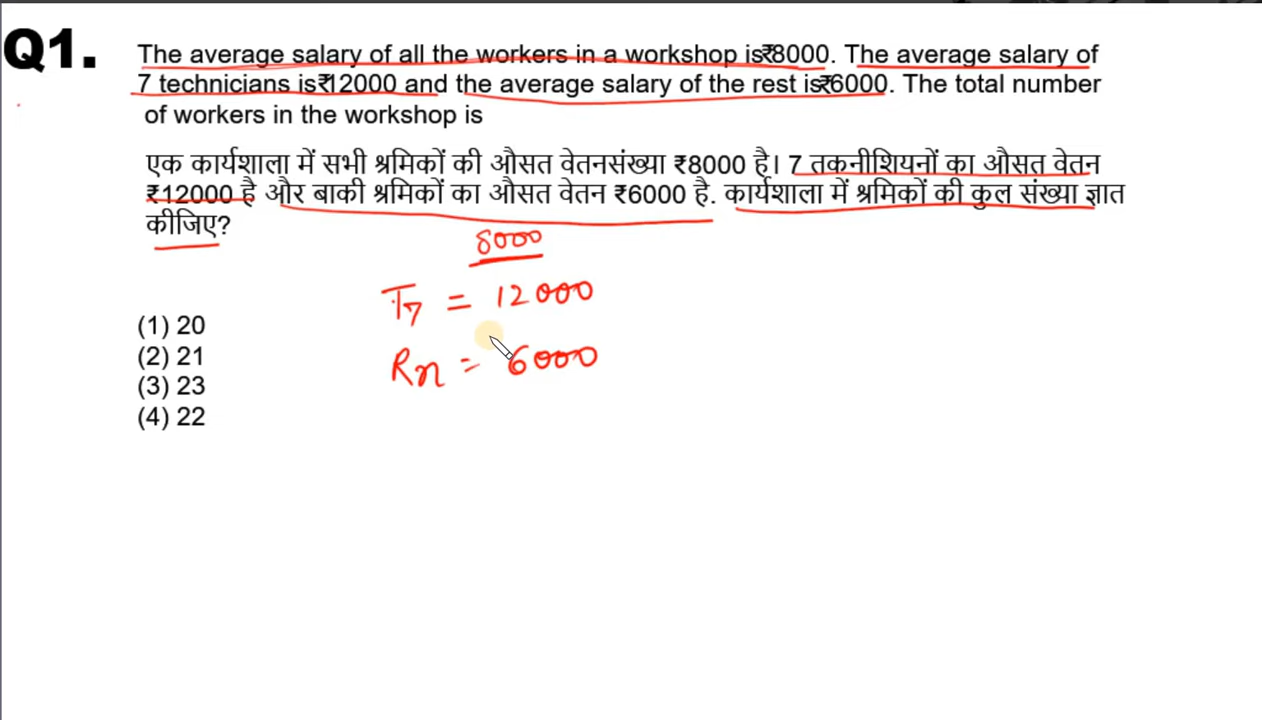 Q1.
The average salary of all the workers in a workshop is₹8000. The average salary of
7 technicians is₹12000 and the average salary of the rest is₹6000. The total number
of workers in the workshop is
एक कार्यशाला में सभी श्रमिकों की औसत वेतनसंख्या ₹8000 है। 7 तकनीशियनों का औसत वेतन
₹12000 है और बाकी श्रमिकों का औसत वेतन ₹6000 है. कार्यशाला में श्रमिकों की कुल संख्या ज्ञात
कीजिए?
8000
T7 = 12000
Rn = 6000
(1) 20
(2) 21
(3) 23
(4) 22